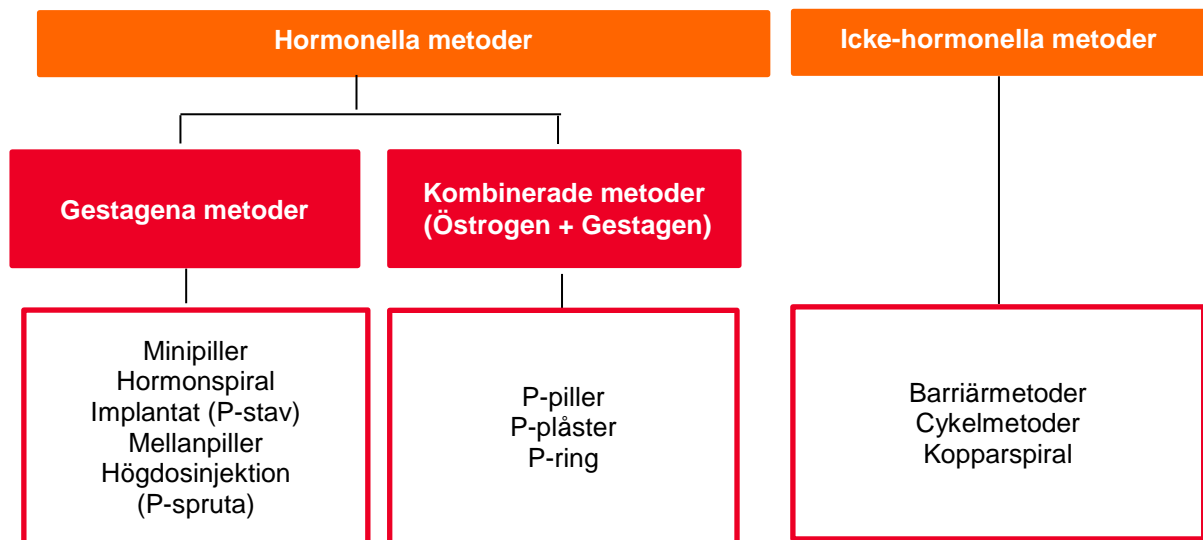 Hormonella metoder
Icke-hormonella metoder
Gestagena metoder
Kombinerade metoder
(Östrogen + Gestagen)
Minipiller
Hormonspiral
Implantat (P-stav)
Mellanpiller
Högdosinjektion
(P-spruta)
P-piller
P-plåster
P-ring
Barriärmetoder
Cykelmetoder
Kopparspiral